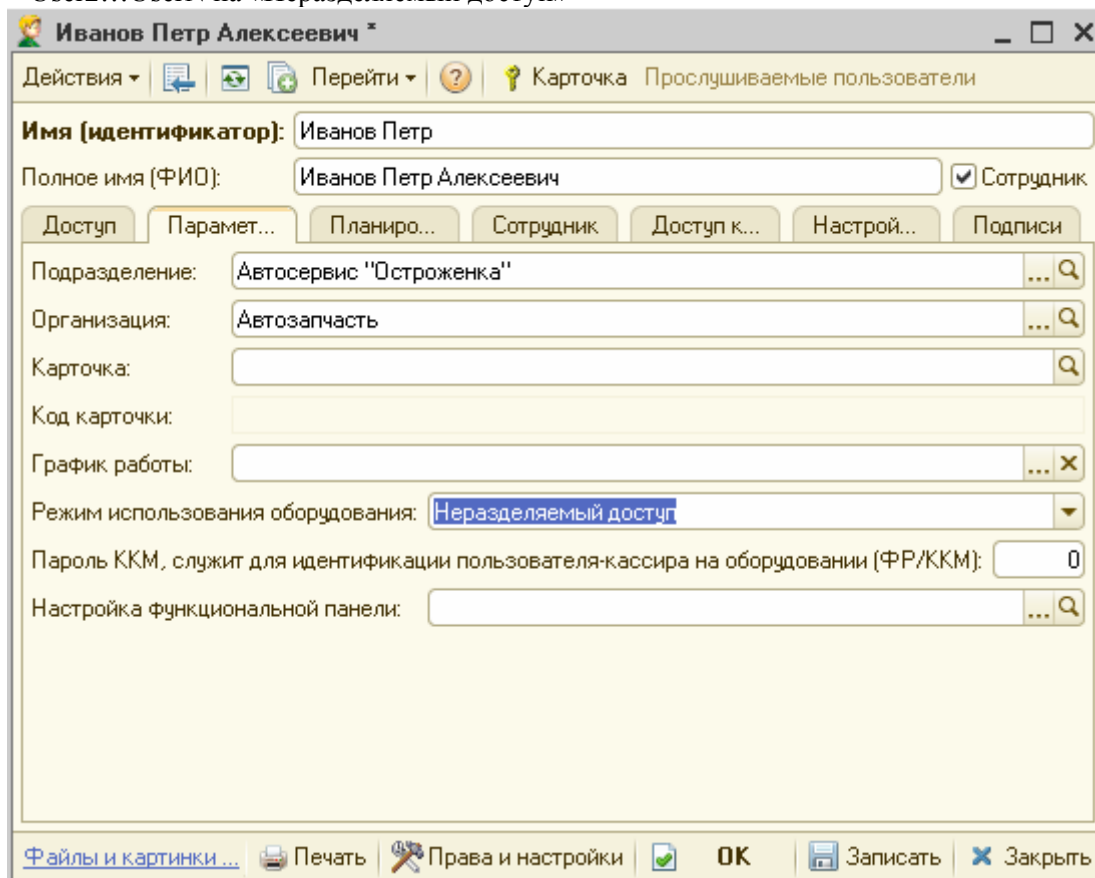 Иванов Петр Алексеевич *
Действия Перейти Карточка Прослушиваемые пользователи
Имя (идентификатор): Иванов Петр
Полное имя (ФИО): Иванов Петр Алексеевич Сотрудник
Доступ Парамет... Планиро... Сотрудник Доступ к... Настрой... Подписи
Подразделение: Автосервис "Остроженка" ...
Организация: Автозапчасть ...
Карточка:
Код карточки:
График работы: ...
Режим использования оборудования: Неразделяемый доступ
Пароль ККМ, служит для идентификации пользователя-кассира на оборудовании (ФР/ККМ): 0
Настройка функциональной панели: ...
Файлы и картинки ... Печать Права и настройки OK Записать Закрыть